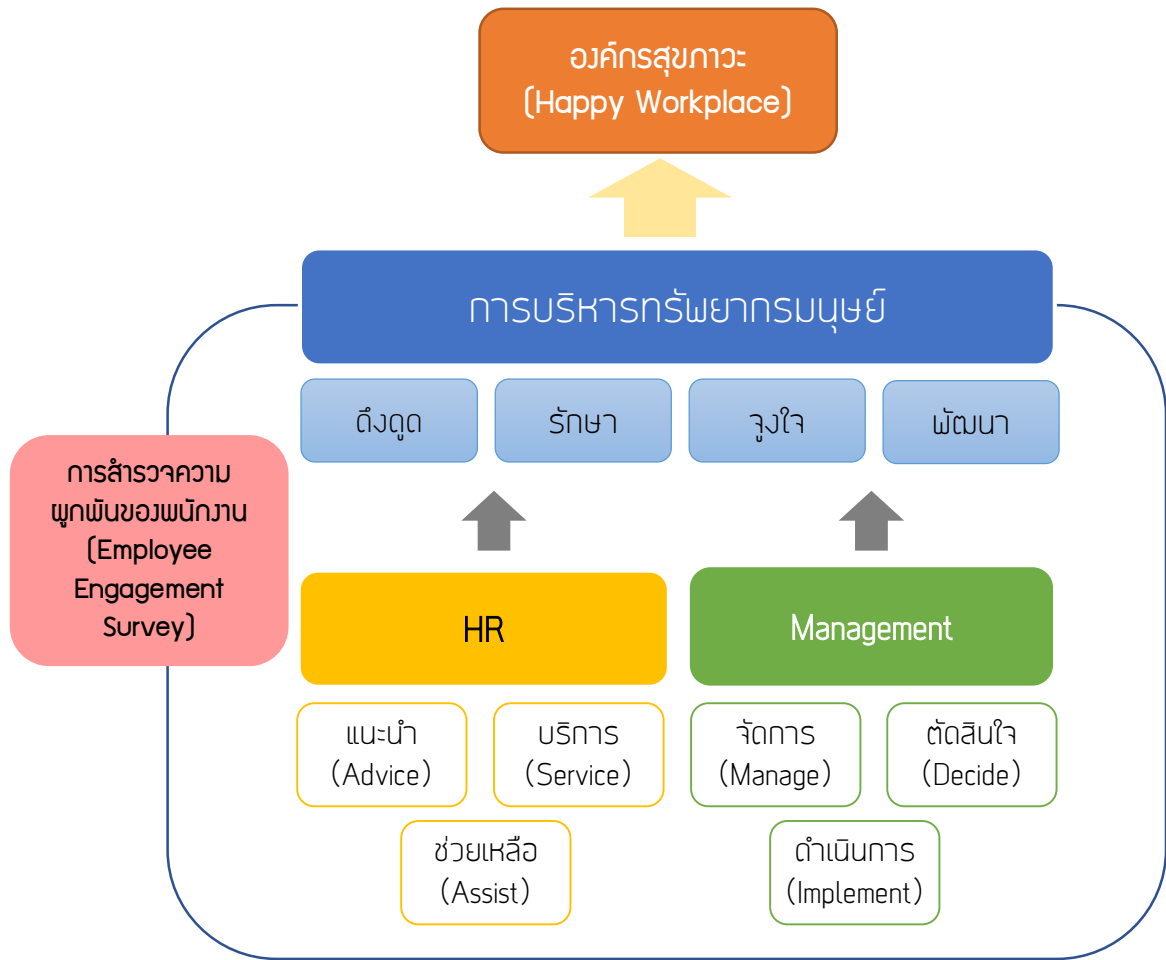 องค์กรสุขภาวะ
(Happy Workplace)
การบริหารทรัพยากรมนุษย์
ดึงดูด
รักษา
จูงใจ
พัฒนา
การสำรวจความ
ผูกพันของพนักงาน
(Employee
Engagement
Survey)
HR
Management
แนะนำ
(Advice)
บริการ
(Service)
จัดการ
(Manage)
ตัดสินใจ
(Decide)
ช่วยเหลือ
(Assist)
ดำเนินการ
(Implement)